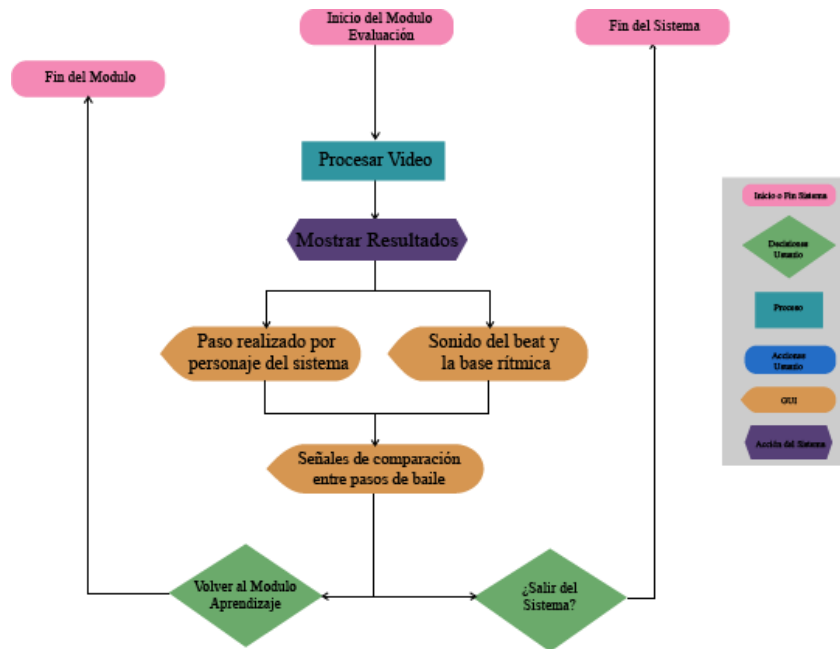 Inicio del Modulo
Evaluación
Fin del Sistema
Fin del Modulo
Procesar Video
Mostrar Resultados
Paso realizado por
personaje del sistema
Sonido del beat y
la base rítmica
Señales de comparación
entre pasos de baile
Volver al Modulo
Aprendizaje
¿Salir del
Sistema?
Inicio o Fin Sistema
Decisiones
Usuario
Proceso
Acciones
Usuario
GUI
Acción del Sistema